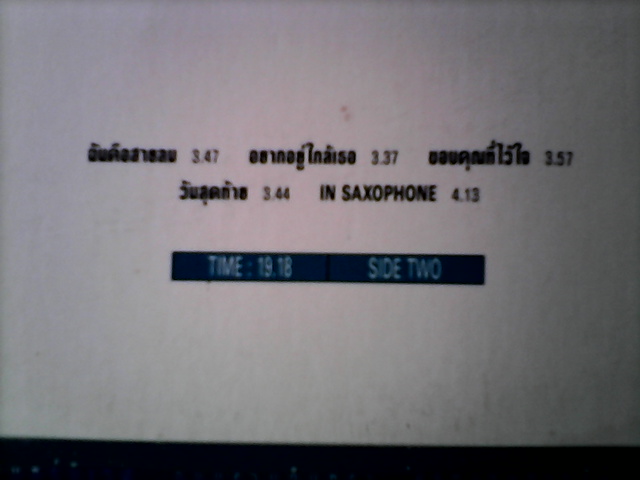 ฉันคือสายลม 3.47 อยากอยู่ใกล้เธอ 3.37 ขอบคุณที่ไว้ใจ 3.57
วันสุดท้าย 3.44 IN SAXOPHONE 4.13
TIME : 19.18 SIDE TWO